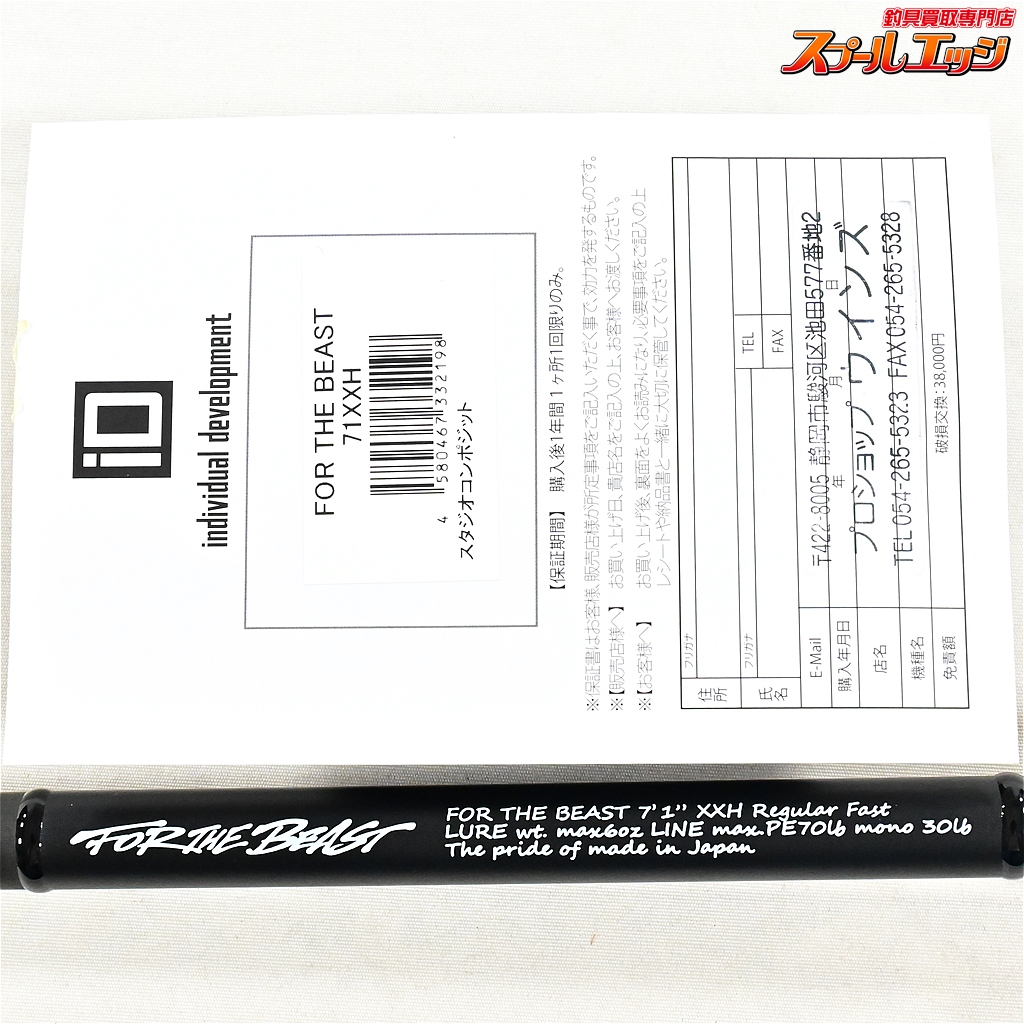 釣具買取専門店
スプールエッジ
iD
individual development
FOR THE BEAST
71XXH
4 580467 332198
スタジオコンポジット
【保証期間】 購入後1年間 1ヶ所1回限りのみ。
※保証書はお客様、販売店様が所定事項をご記入いただく事で、効力を発するものです。
※【販売店様へ】 お買い上げ日、貴店名をご記入の上、お客様へお渡しください。
※【お客様へ】 お買い上げ後、裏面をよくお読みになり、必要事項をご記入の上
レシートや納品書と一緒に大切に保管してください。
住所
フリガナ
TEL
FAX
氏名
フリガナ
E-Mail
購入年月日
年 月 日
店名
機種名
免責額
破損交換：38,000円
〒422-8005 静岡市駿河区池田577番地2
プロショップ ウインズ
TEL 054-265-5323 FAX 054-265-5328
FOR THE BEAST
FOR THE BEAST 7'1" XXH Regular Fast
LURE wt. max6oz LINE max.PE70lb mono 30lb
The pride of made in Japan